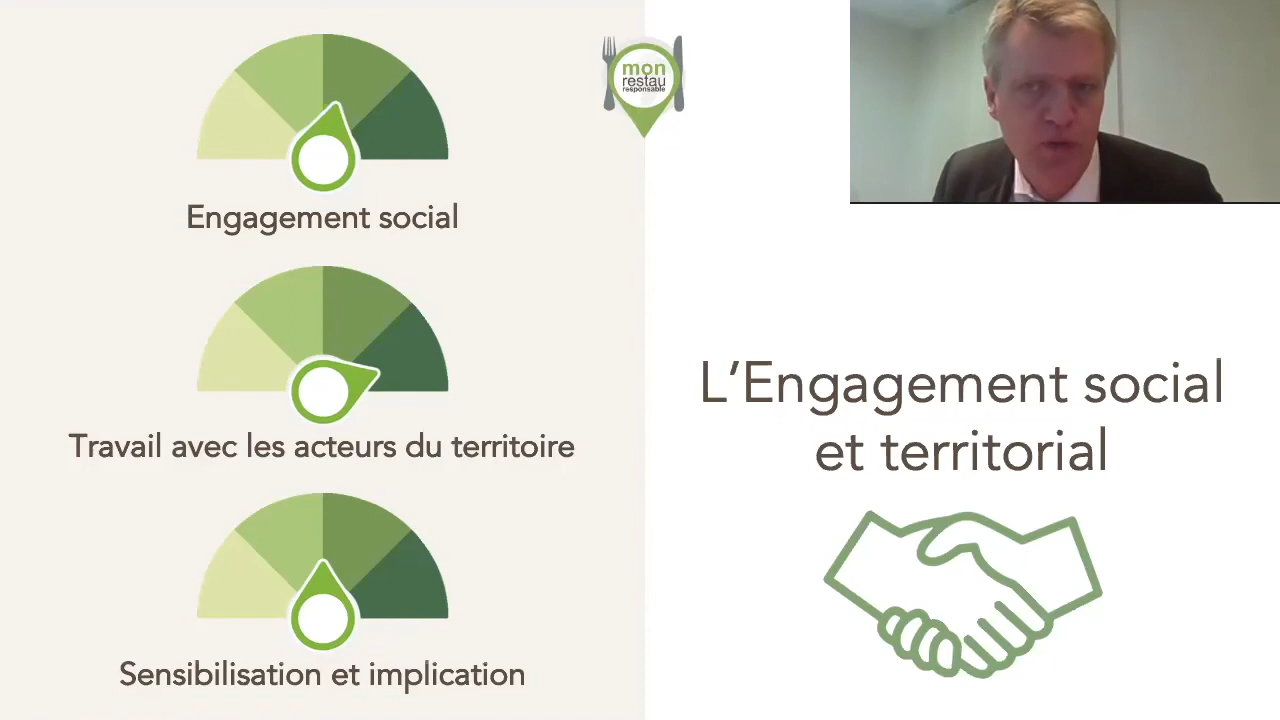 mon
restau
responsable
Engagement social
Travail avec les acteurs du territoire
Sensibilisation et implication
L’Engagement social
et territorial